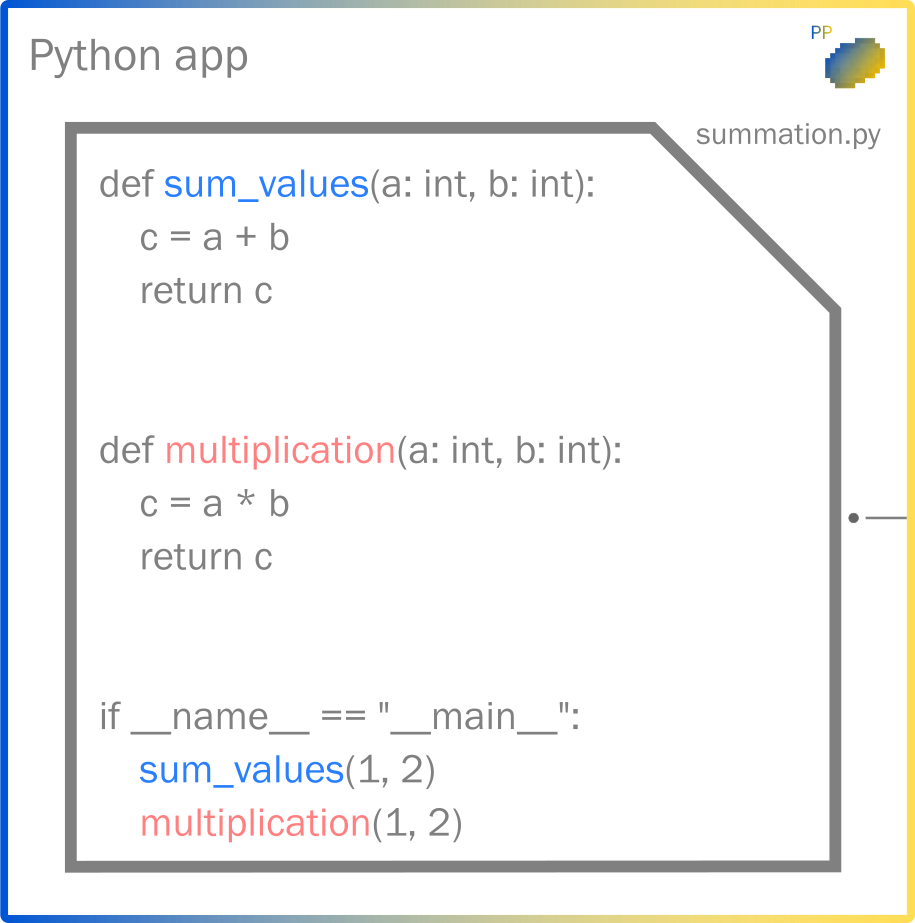 Python app
PP
summation.py
def sum_values(a: int, b: int):
    c = a + b
    return c
def multiplication(a: int, b: int):
    c = a * b
    return c
if __name__ == "__main__":
    sum_values(1, 2)
    multiplication(1, 2)